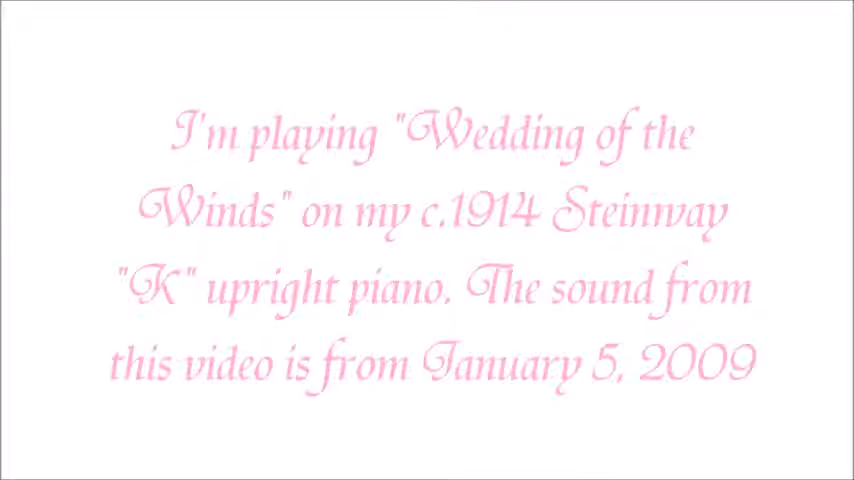 I'm playing "Wedding of the
Winds" on my c.1914 Steinway
"K" upright piano. The sound from
this video is from January 5, 2009